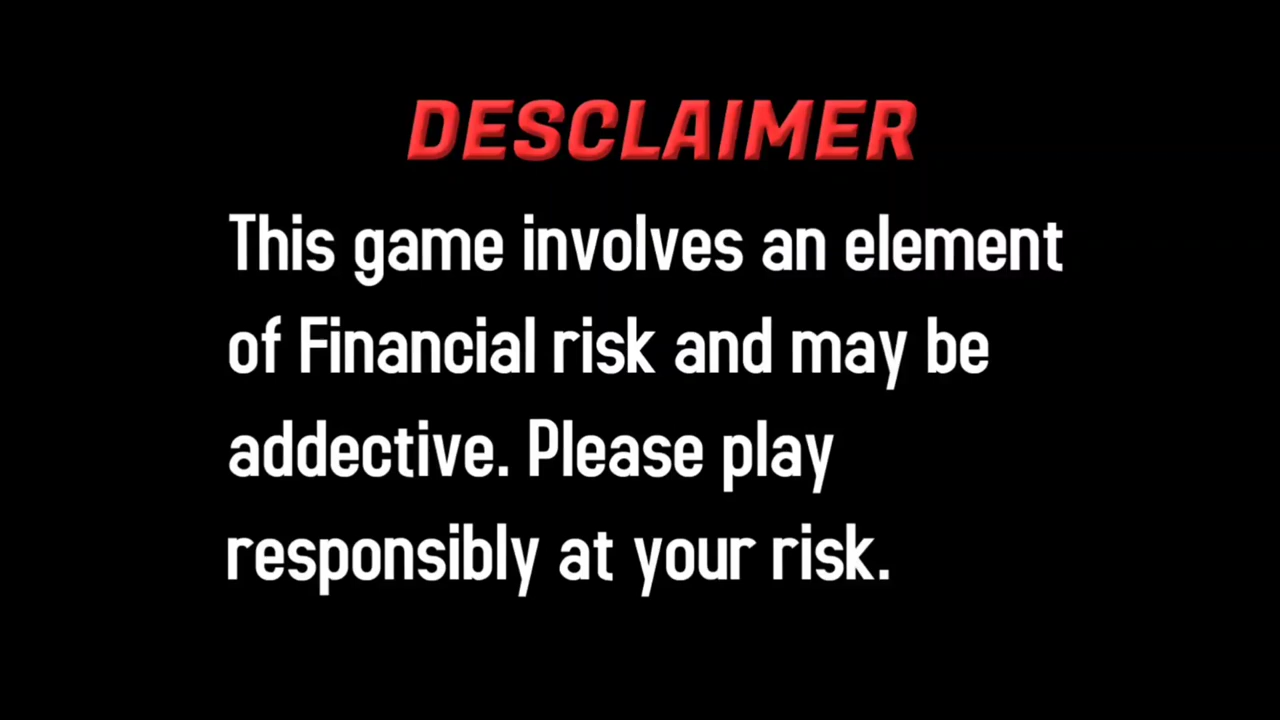 DESCLAIMER
This game involves an element
of Financial risk and may be
addective. Please play
responsibly at your risk.